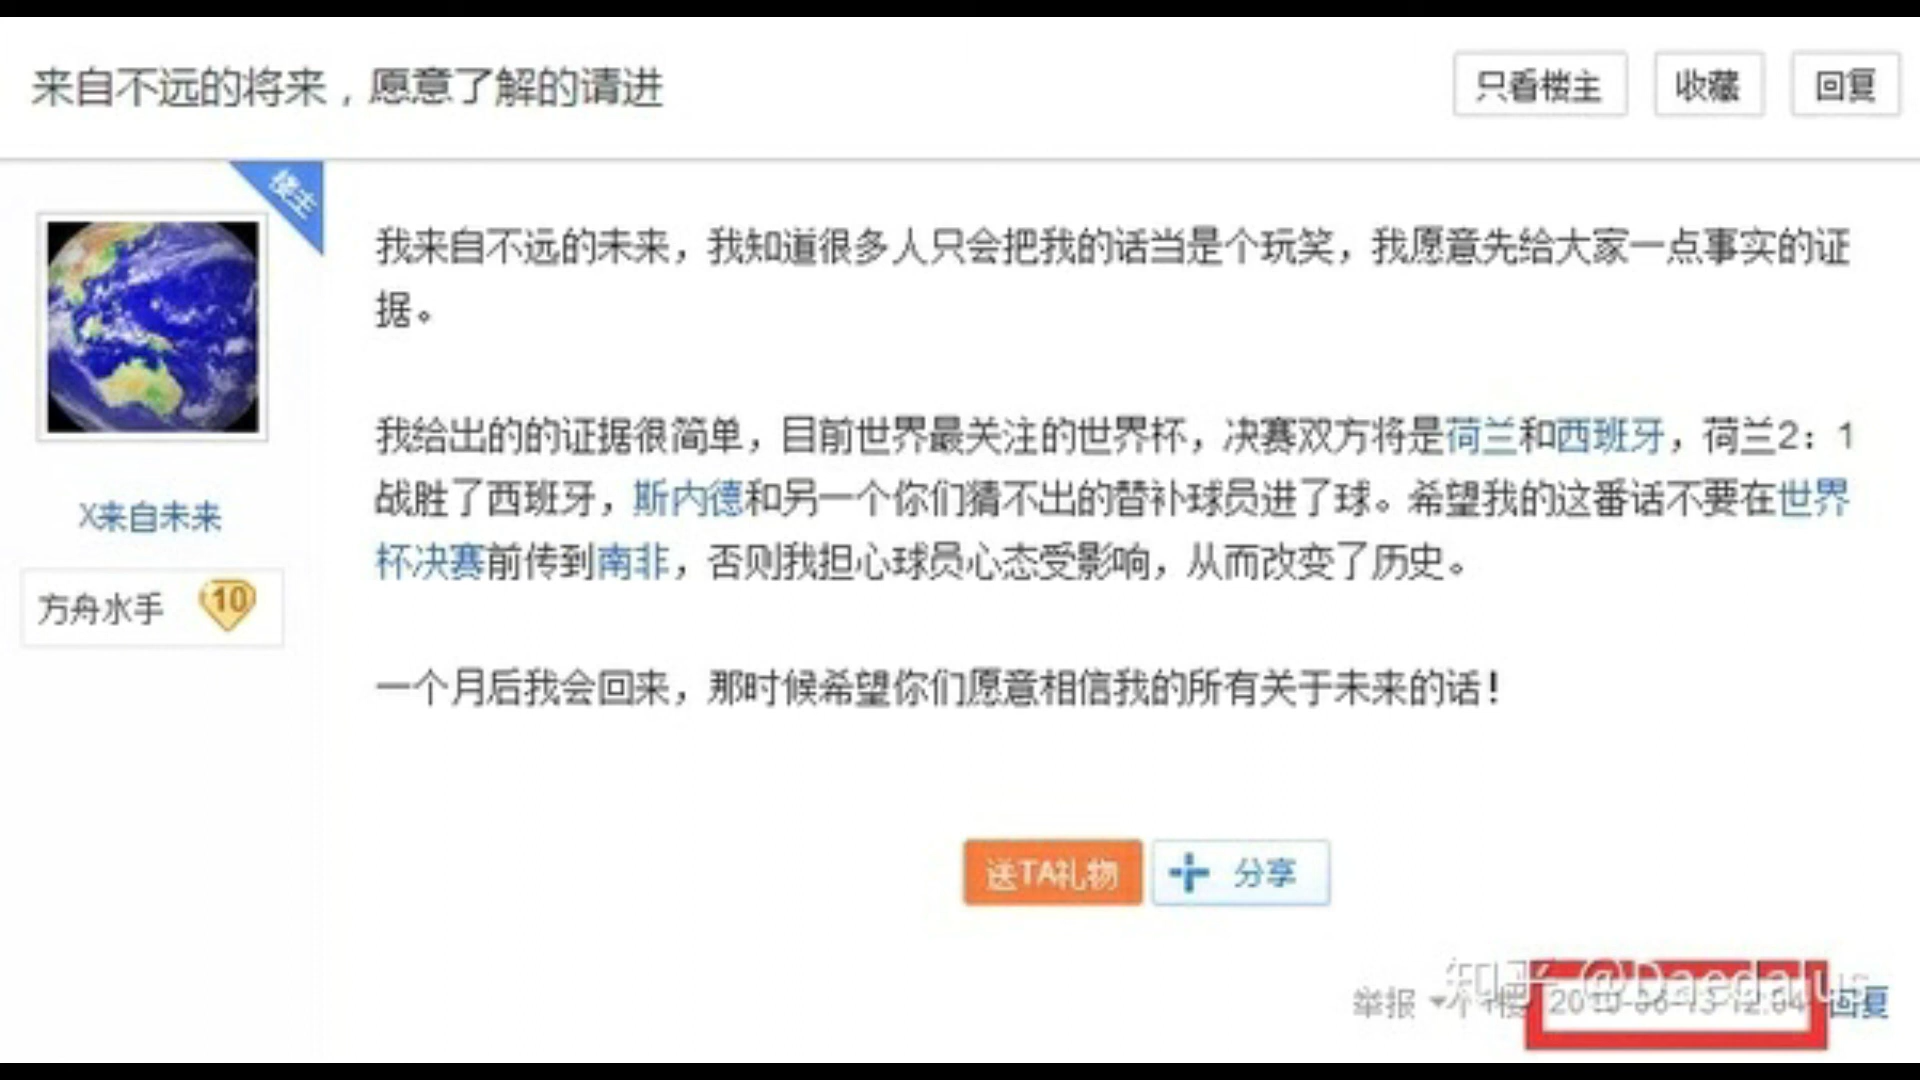 来自不远的将来，愿意了解的请进
只看楼主 收藏 回复
楼主
我来自不远的未来，我知道很多人只会把我的话当是个玩笑，我愿意先给大家一点事实的证
据。
我给出的的证据很简单，目前世界最关注的世界杯，决赛双方将是荷兰和西班牙，荷兰2：1
战胜了西班牙，斯内德和另一个你们猜不出的替补球员进了球。希望我的这番话不要在世界
杯决赛前传到南非，否则我担心球员心态受影响，从而改变了历史。
一个月后我会回来，那时候希望你们愿意相信我的所有关于未来的话！
X来自未来
方舟水手 10
送TA礼物 分享
知乎 @Daedalus
举报 个 1楼 2010-06-13 12:04 回复